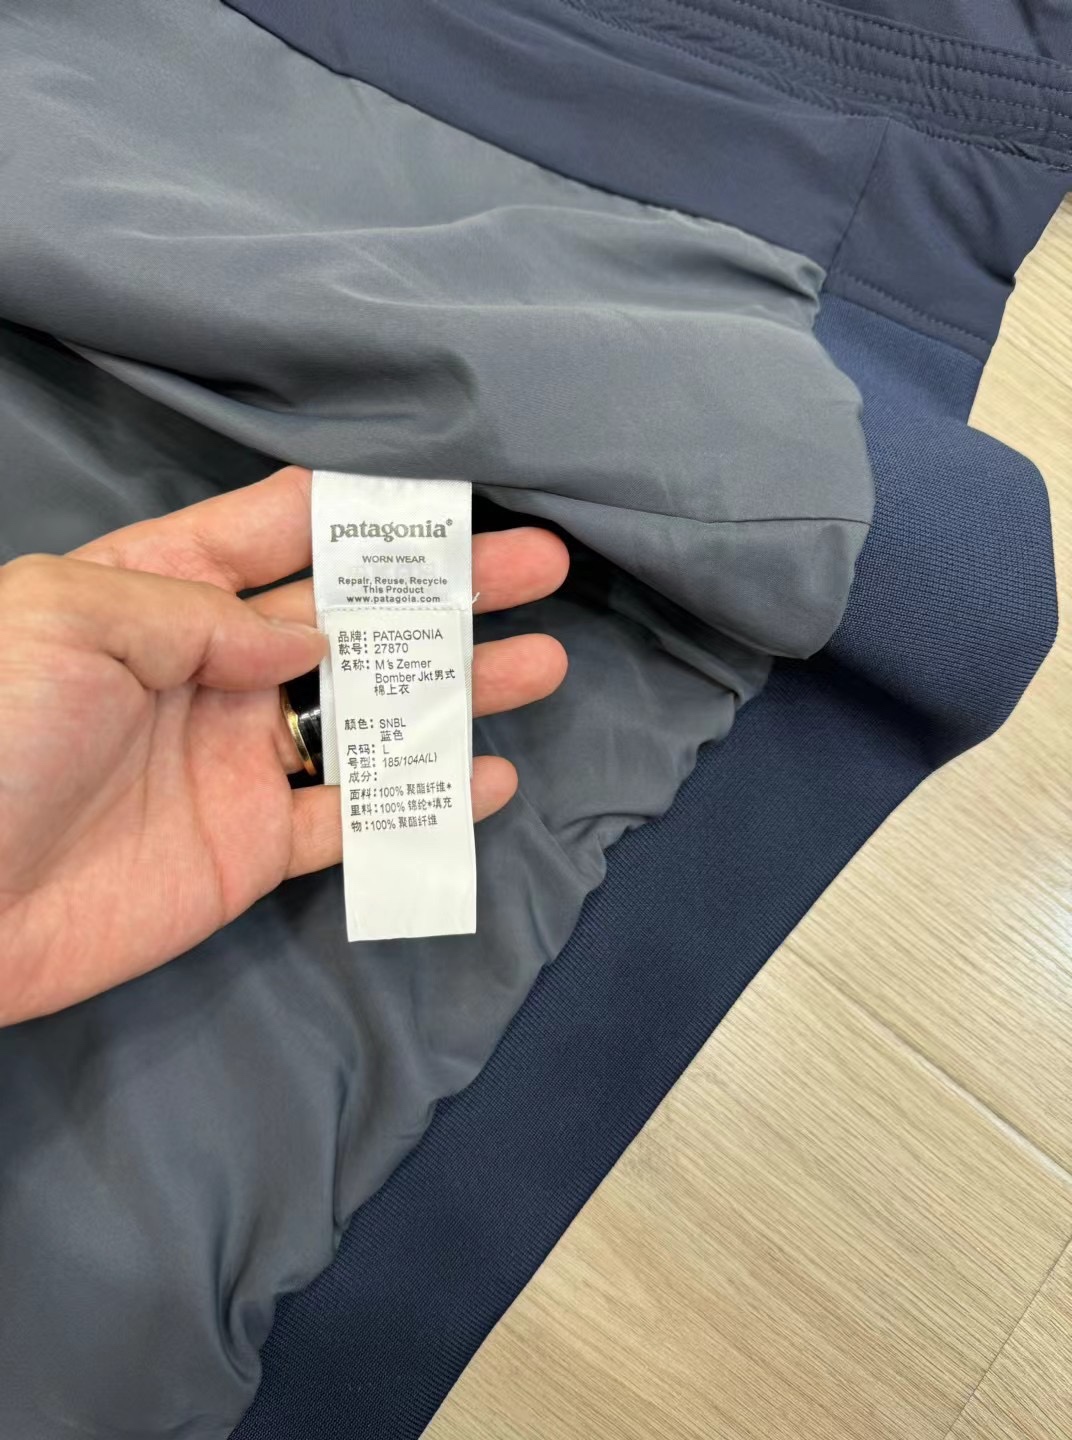 patagonia®
WORN WEAR
Repair, Reuse, Recycle
This Product
www.patagoia.com
品牌：PATAGONIA
款号：27870
名称：M's Zemer
Bomber Jkt男式
棉上衣
颜色：SNBL
蓝色
尺码：L
号型：185/104A(L)
成分：
面料：100% 聚酯纤维*
里料：100% 锦纶*填充
物：100% 聚酯纤维